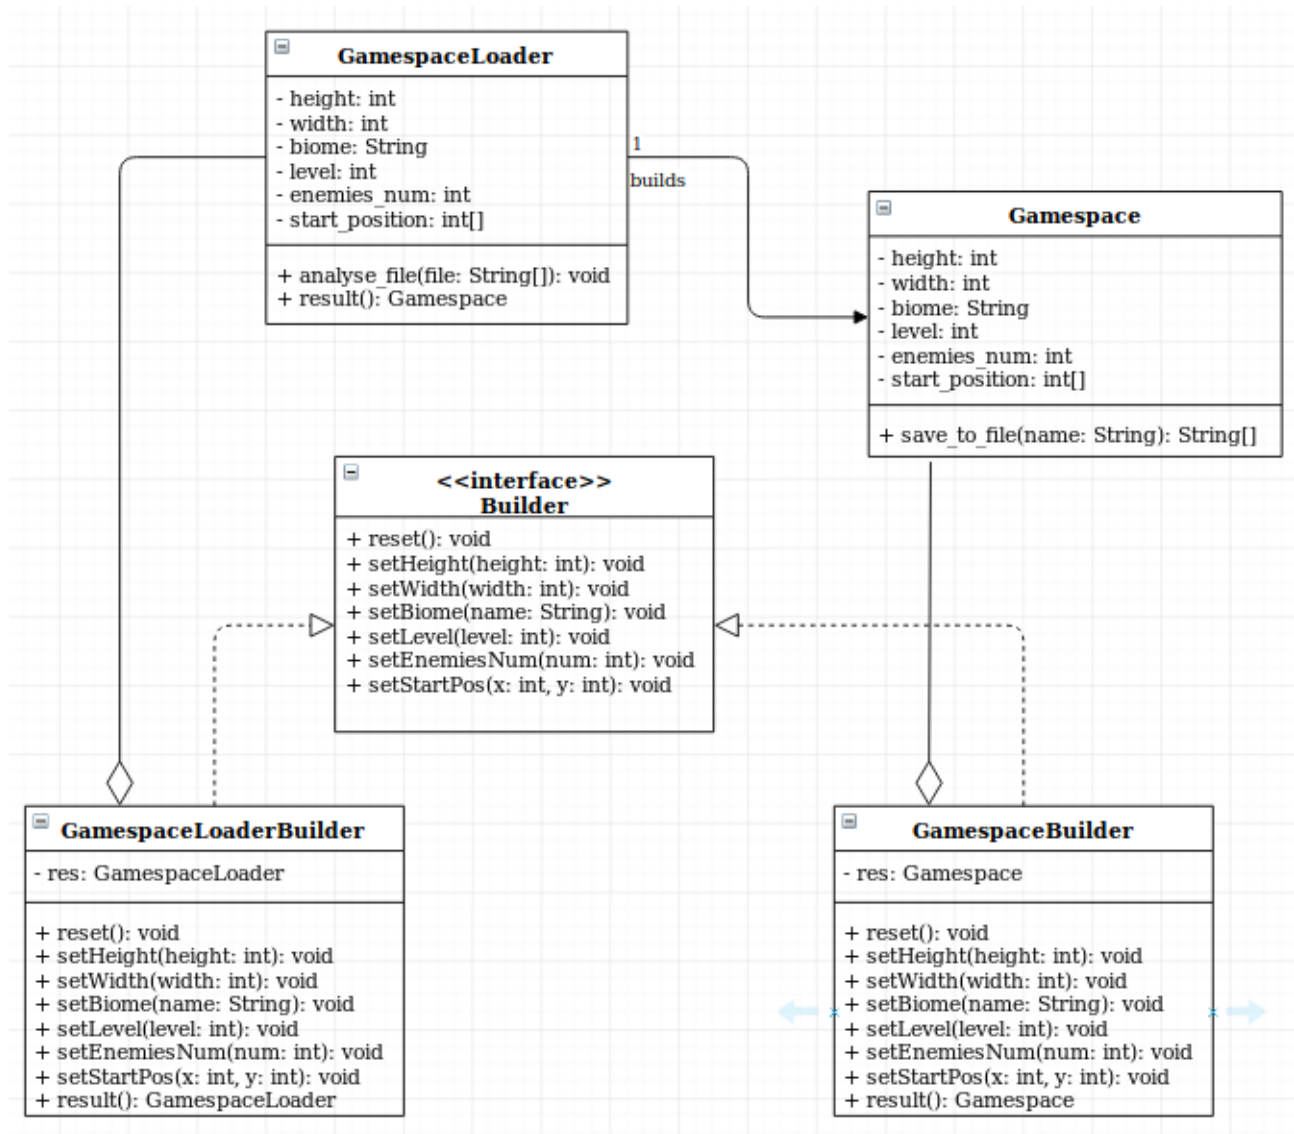 GamespaceLoader
- height: int
- width: int
- biome: String
- level: int
- enemies_num: int
- start_position: int[]
+ analyse_file(file: String[]): void
+ result(): Gamespace
1
builds
Gamespace
- height: int
- width: int
- biome: String
- level: int
- enemies_num: int
- start_position: int[]
+ save_to_file(name: String): String[]
<<interface>>
Builder
+ reset(): void
+ setHeight(height: int): void
+ setWidth(width: int): void
+ setBiome(name: String): void
+ setLevel(level: int): void
+ setEnemiesNum(num: int): void
+ setStartPos(x: int, y: int): void
GamespaceLoaderBuilder
- res: GamespaceLoader
+ reset(): void
+ setHeight(height: int): void
+ setWidth(width: int): void
+ setBiome(name: String): void
+ setLevel(level: int): void
+ setEnemiesNum(num: int): void
+ setStartPos(x: int, y: int): void
+ result(): GamespaceLoader
GamespaceBuilder
- res: Gamespace
+ reset(): void
+ setHeight(height: int): void
+ setWidth(width: int): void
+ setBiome(name: String): void
+ setLevel(level: int): void
+ setEnemiesNum(num: int): void
+ setStartPos(x: int, y: int): void
+ result(): Gamespace